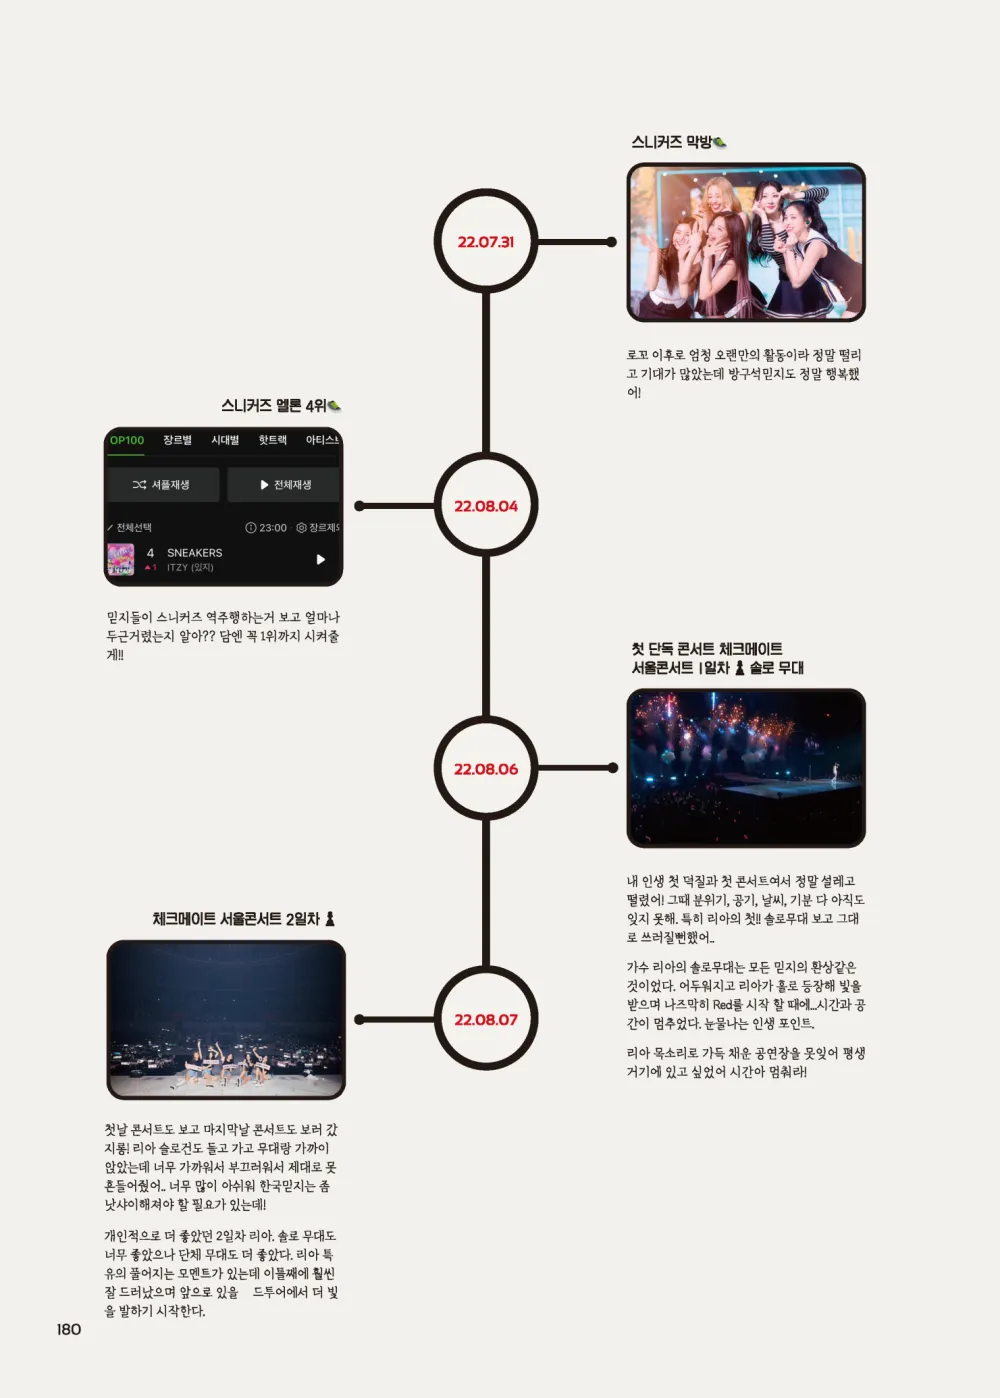 스니커즈 막방
22.07.31
로꼬 이후로 엄청 오랜만의 활동이라 정말 떨리
고 기대가 많았는데 방구석믿지도 정말 행복했
어!
스니커즈 멜론 4위
OP100 장르별 시대별 핫트랙 아티스트
셔플재생 전체재생
전체선택 23:00 장르제외
4 SNEAKERS
1 ITZY (있지)
22.08.04
믿지들이 스니커즈 역주행하는거 보고 얼마나
두근거렸는지 알아?? 담엔 꼭 1위까지 시켜줄
게!!
첫 단독 콘서트 체크메이트
서울콘서트 1일차 솔로 무대
22.08.06
내 인생 첫 덕질과 첫 콘서트여서 정말 설레고
떨렸어! 그때 분위기, 공기, 날씨, 기분 다 아직도
잊지 못해. 특히 리아의 첫!! 솔로무대 보고 그대
로 쓰러질뻔했어..
가수 리아의 솔로무대는 모든 믿지의 환상같은
것이었다. 어두워지고 리아가 홀로 등장해 빛을
받으며 나즈막히 Red를 시작 할 때에...시간과 공
간이 멈추었다. 눈물나는 인생 포인트.
리아 목소리로 가득 채운 공연장을 못잊어 평생
거기에 있고 싶었어 시간아 멈춰라!
체크메이트 서울콘서트 2일차
22.08.07
첫날 콘서트도 보고 마지막날 콘서트도 보러 갔
지롱! 리아 슬로건도 들고 가고 무대랑 가까이
앉았는데 너무 가까워서 부끄러워서 제대로 못
흔들어줬어.. 너무 많이 아쉬워 한국믿지는 좀
낫샤이해져야 할 필요가 있는데!
개인적으로 더 좋았던 2일차 리아. 솔로 무대도
너무 좋았으나 단체 무대도 더 좋았다. 리아 특
유의 풀어지는 모멘트가 있는데 이틀째에 훨씬
잘 드러났으며 앞으로 있을 드투어에서 더 빛
을 발하기 시작한다.
180